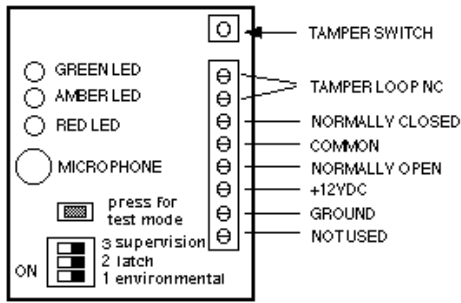 TAMPER SWITCH
GREEN LED
AMBER LED
RED LED
MICROPHONE
TAMPER LOOP NC
NORMALLY CLOSED
COMMON
NORMALLY OPEN
+12YDC
GROUND
NOT USED
press for
test mode
3 supervision
2 latch
1 environmental
ON